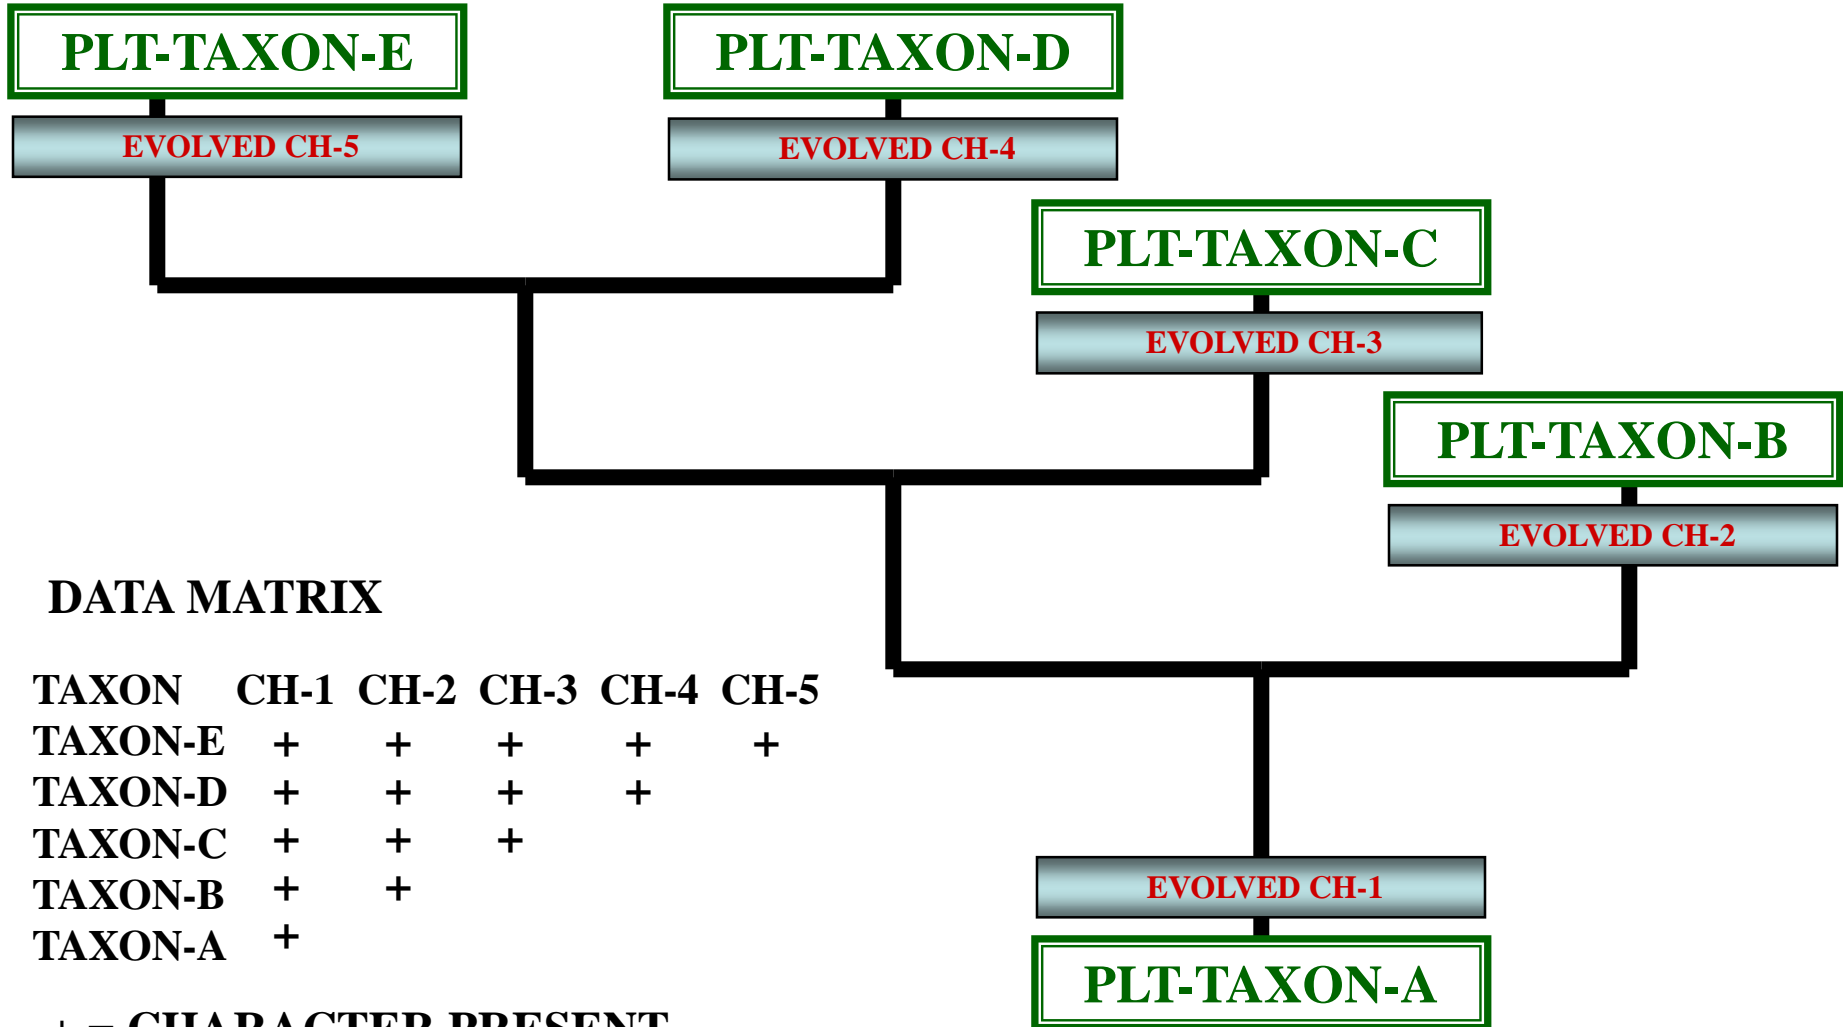 PLT-TAXON-E
PLT-TAXON-D
EVOLVED CH-5
EVOLVED CH-4
PLT-TAXON-C
EVOLVED CH-3
PLT-TAXON-B
EVOLVED CH-2
DATA MATRIX
TAXON CH-1 CH-2 CH-3 CH-4 CH-5
TAXON-E + + + + +
TAXON-D + + + +
TAXON-C + + +
TAXON-B + +
TAXON-A +
EVOLVED CH-1
PLT-TAXON-A
+ = CHARACTER PRESENT